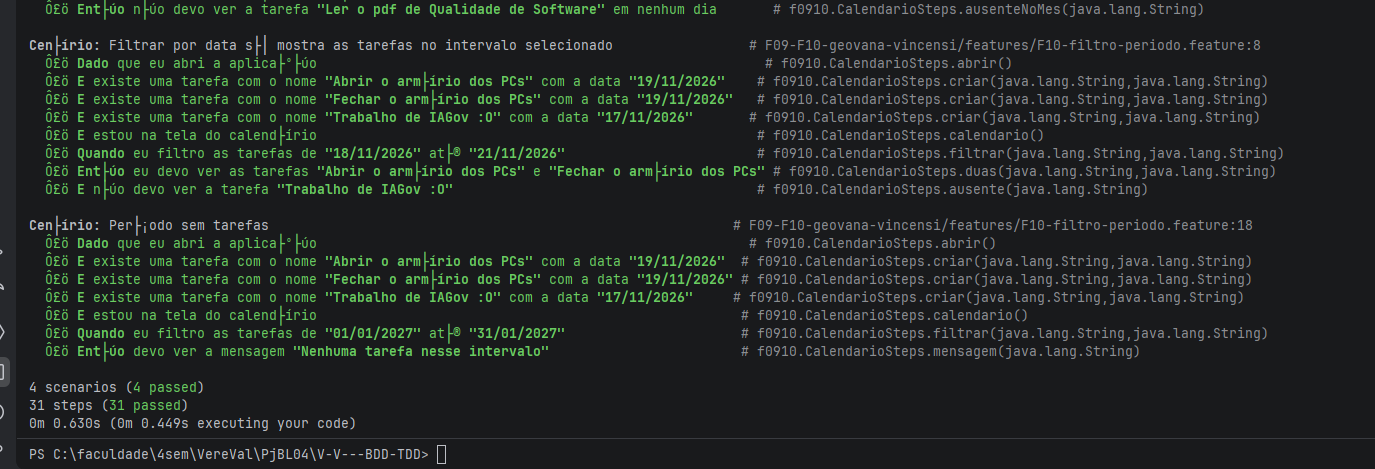 Ô£ö Ent├úo n├úo devo ver a tarefa "Ler o pdf de Qualidade de Software" em nenhum dia # f0910.CalendarioSteps.ausenteNoMes(java.lang.String)
Cen├írio: Filtrar por data s├│ mostra as tarefas no intervalo selecionado # F09-F10-geovana-vincensi/features/F10-filtro-periodo.feature:8
Ô£ö Dado que eu abri a aplica├º├úo # f0910.CalendarioSteps.abrir()
Ô£ö E existe uma tarefa com o nome "Abrir o arm├írio dos PCs" com a data "19/11/2026" # f0910.CalendarioSteps.criar(java.lang.String,java.lang.String)
Ô£ö E existe uma tarefa com o nome "Fechar o arm├írio dos PCs" com a data "19/11/2026" # f0910.CalendarioSteps.criar(java.lang.String,java.lang.String)
Ô£ö E existe uma tarefa com o nome "Trabalho de IAGov :O" com a data "17/11/2026" # f0910.CalendarioSteps.criar(java.lang.String,java.lang.String)
Ô£ö E estou na tela do calend├írio # f0910.CalendarioSteps.calendario()
Ô£ö Quando eu filtro as tarefas de "18/11/2026" at├® "21/11/2026" # f0910.CalendarioSteps.filtrar(java.lang.String,java.lang.String)
Ô£ö Ent├úo eu devo ver as tarefas "Abrir o arm├írio dos PCs" e "Fechar o arm├írio dos PCs" # f0910.CalendarioSteps.duas(java.lang.String,java.lang.String)
Ô£ö E n├úo devo ver a tarefa "Trabalho de IAGov :O" # f0910.CalendarioSteps.ausente(java.lang.String)
Cen├írio: Per├¡odo sem tarefas # F09-F10-geovana-vincensi/features/F10-filtro-periodo.feature:18
Ô£ö Dado que eu abri a aplica├º├úo # f0910.CalendarioSteps.abrir()
Ô£ö E existe uma tarefa com o nome "Abrir o arm├írio dos PCs" com a data "19/11/2026" # f0910.CalendarioSteps.criar(java.lang.String,java.lang.String)
Ô£ö E existe uma tarefa com o nome "Fechar o arm├írio dos PCs" com a data "19/11/2026" # f0910.CalendarioSteps.criar(java.lang.String,java.lang.String)
Ô£ö E existe uma tarefa com o nome "Trabalho de IAGov :O" com a data "17/11/2026" # f0910.CalendarioSteps.criar(java.lang.String,java.lang.String)
Ô£ö E estou na tela do calend├írio # f0910.CalendarioSteps.calendario()
Ô£ö Quando eu filtro as tarefas de "01/01/2027" at├® "31/01/2027" # f0910.CalendarioSteps.filtrar(java.lang.String,java.lang.String)
Ô£ö Ent├úo devo ver a mensagem "Nenhuma tarefa nesse intervalo" # f0910.CalendarioSteps.mensagem(java.lang.String)
4 scenarios (4 passed)
31 steps (31 passed)
0m 0.630s (0m 0.449s executing your code)
PS C:\faculdade\4sem\VereVal\PjBL04\V-V---BDD-TDD>